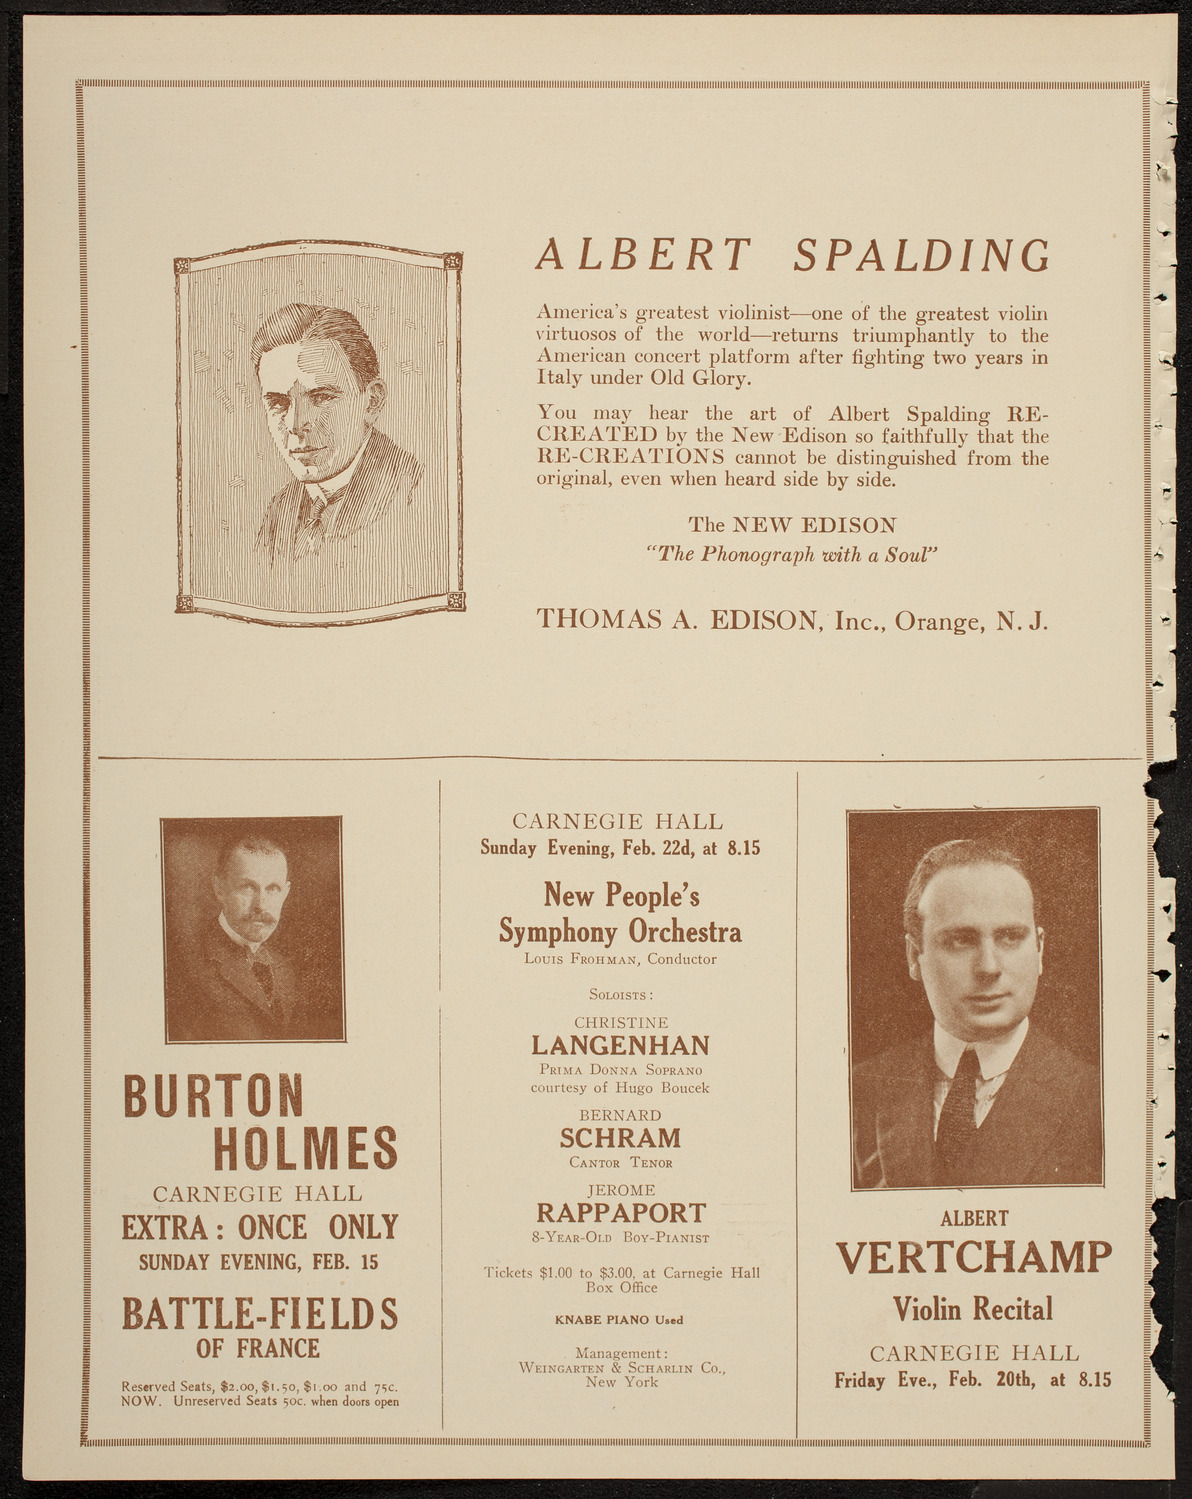 ALBERT SPALDING
America's greatest violinist—one of the greatest violin
virtuosos of the world—returns triumphantly to the
American concert platform after fighting two years in
Italy under Old Glory.
You may hear the art of Albert Spalding RE-
CREATED by the New Edison so faithfully that the
RE-CREATIONS cannot be distinguished from the
original, even when heard side by side.
The NEW EDISON
"The Phonograph with a Soul"
THOMAS A. EDISON, Inc., Orange, N. J.
BURTON
HOLMES
CARNEGIE HALL
EXTRA: ONCE ONLY
SUNDAY EVENING, FEB. 15
BATTLE-FIELDS
OF FRANCE
Reserved Seats, $2.00, $1.50, $1.00 and 75c.
NOW. Unreserved Seats 50c. when doors open
CARNEGIE HALL
Sunday Evening, Feb. 22d, at 8.15
New People's
Symphony Orchestra
LOUIS FROHMAN, Conductor
SOLOISTS:
CHRISTINE
LANGENHAN
PRIMA DONNA SOPRANO
courtesy of Hugo Boucek
BERNARD
SCHRAM
CANTOR TENOR
JEROME
RAPPAPORT
8-YEAR-OLD BOY-PIANIST
Tickets $1.00 to $3.00, at Carnegie Hall
Box Office
KNABE PIANO Used
Management:
WEINGARTEN & SCHARLIN CO.,
New York
ALBERT
VERTCHAMP
Violin Recital
CARNEGIE HALL
Friday Eve., Feb. 20th, at 8.15